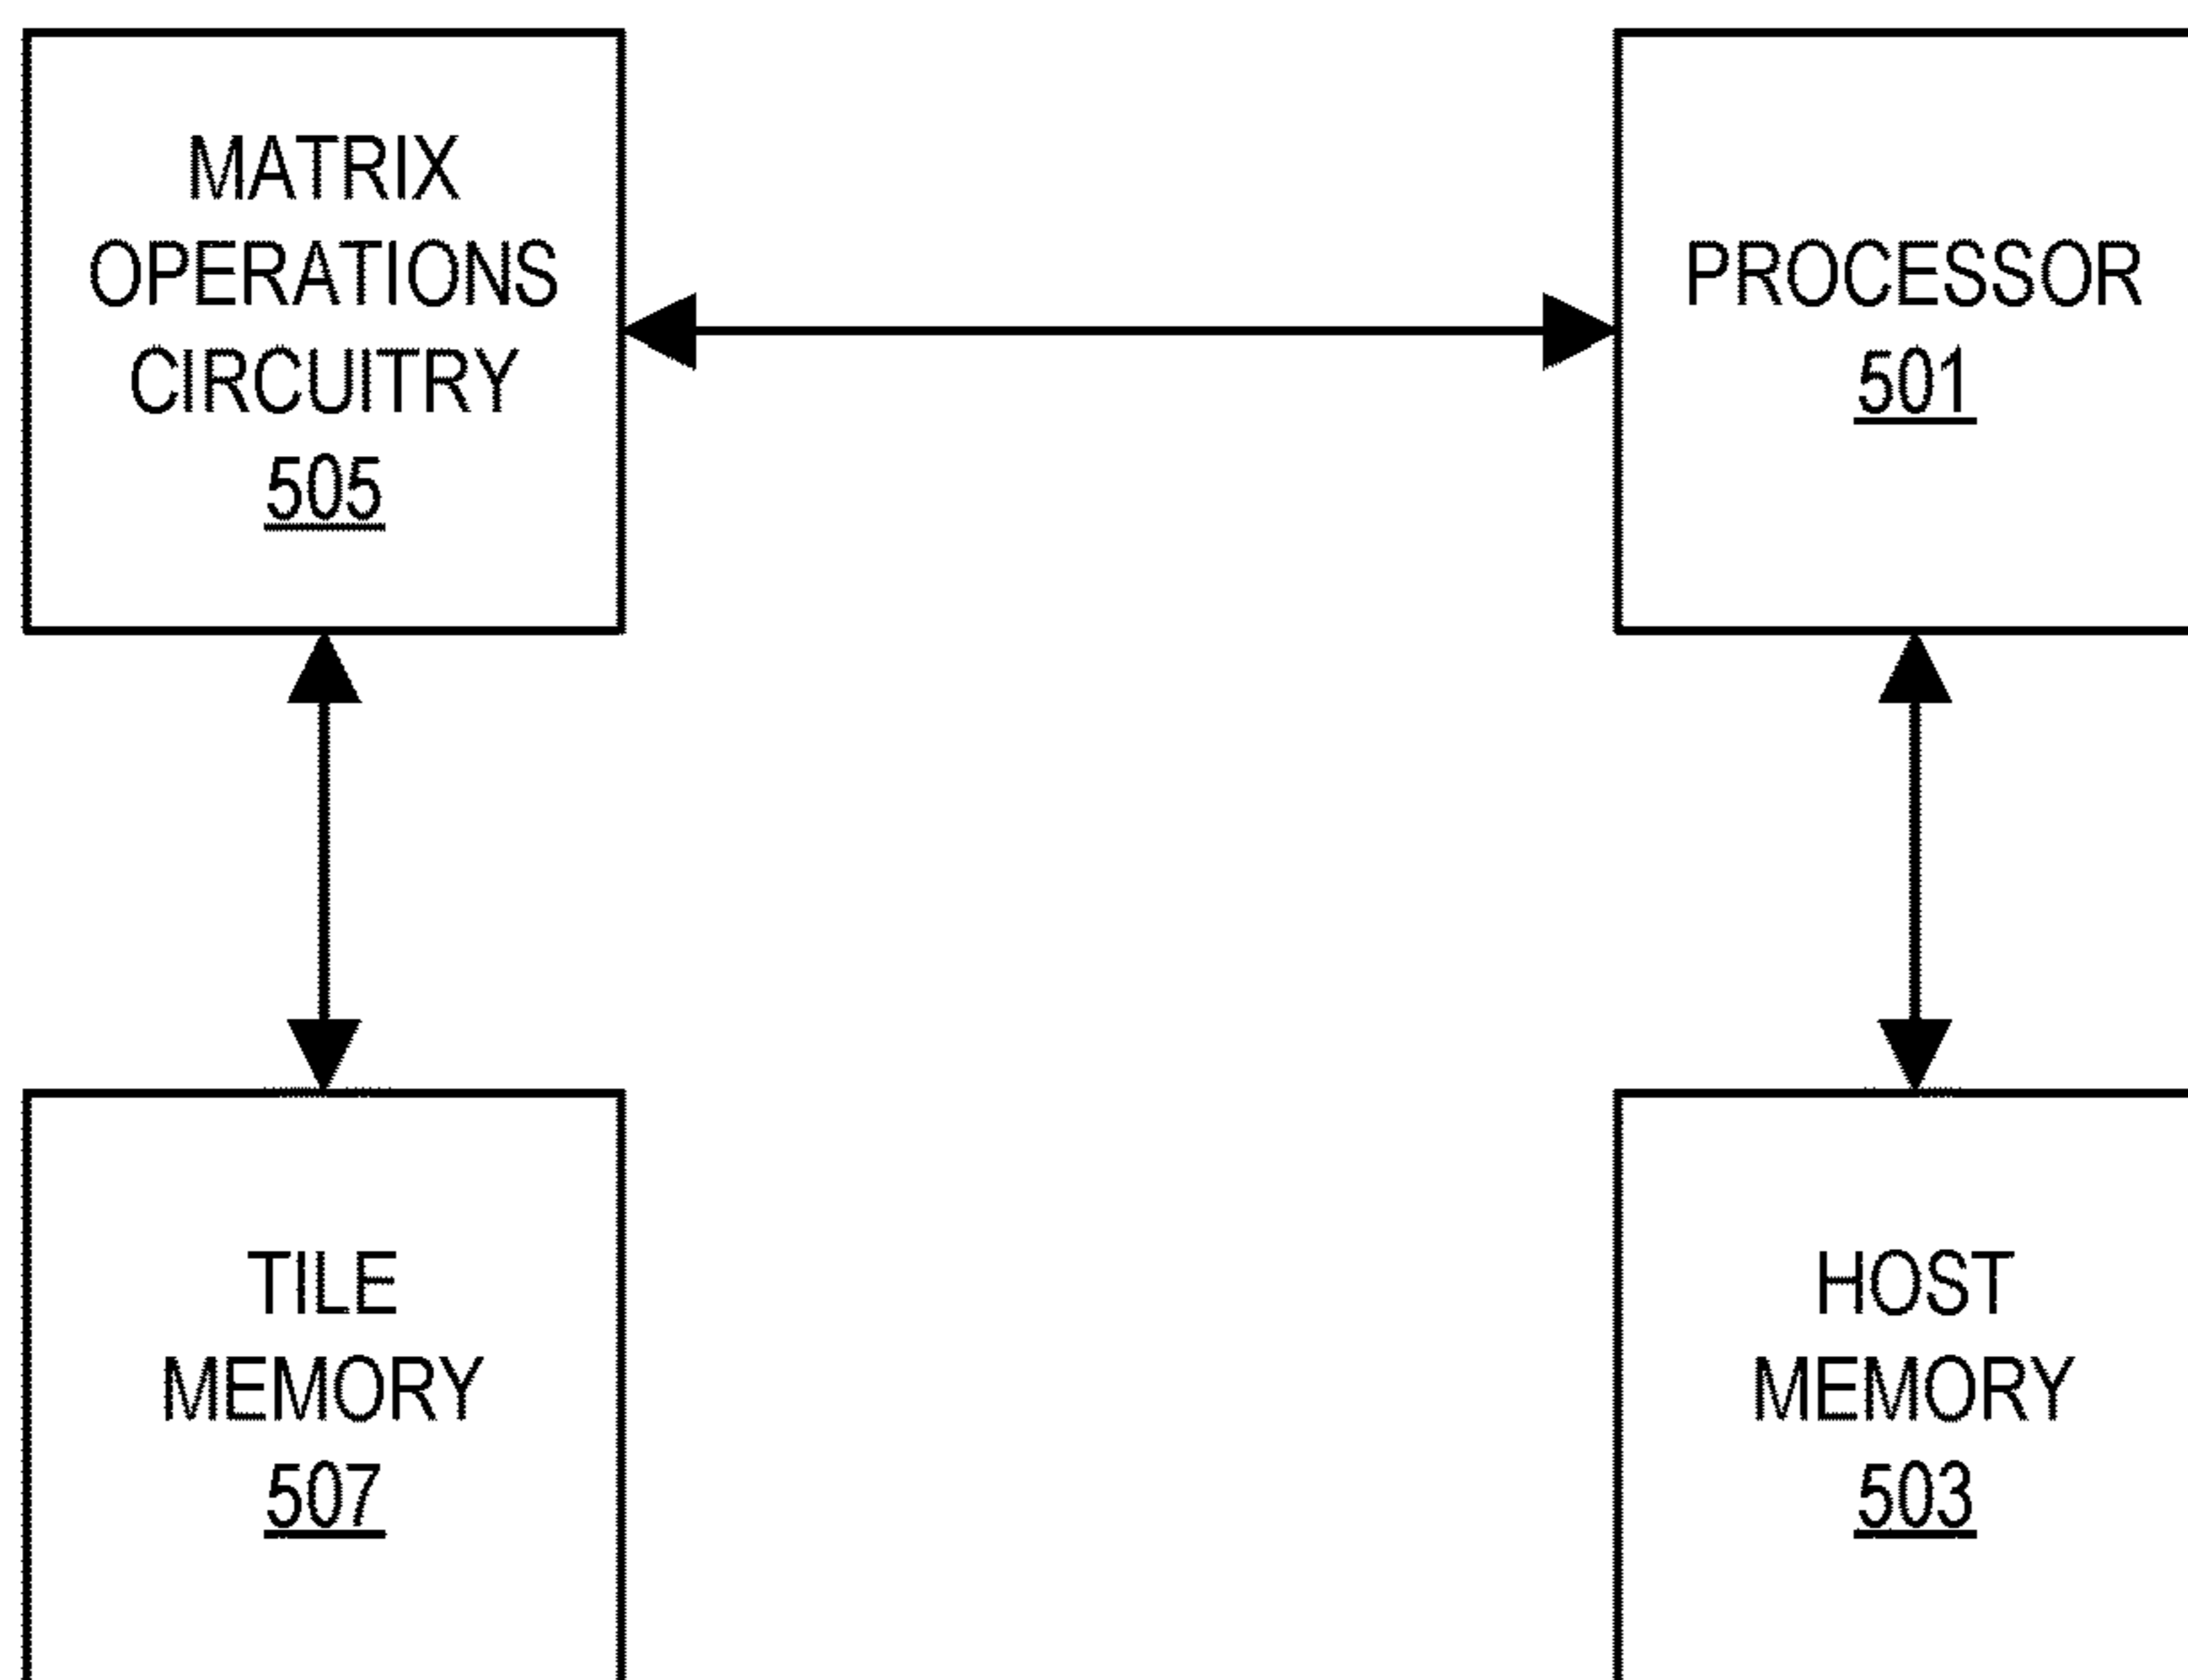 MATRIX
OPERATIONS
CIRCUITRY
505
PROCESSOR
501
TILE
MEMORY
507
HOST
MEMORY
503